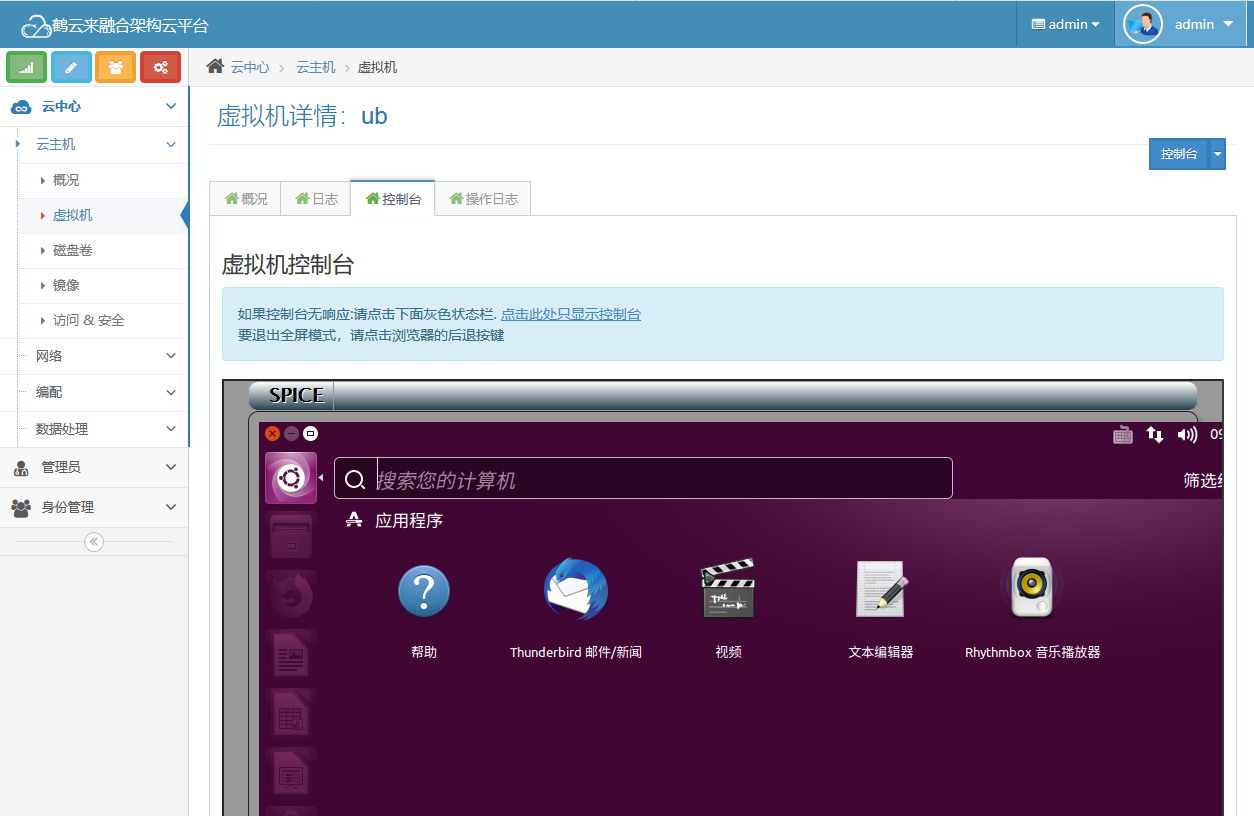 鹤云来融合架构云平台
admin
admin
云中心
云主机
虚拟机
云中心
云主机
概况
虚拟机
磁盘卷
镜像
访问 & 安全
网络
编配
数据处理
管理员
身份管理
虚拟机详情: ub
控制台
概况
日志
控制台
操作日志
虚拟机控制台
如果控制台无响应:请点击下面灰色状态栏. 点击此处只显示控制台
要退出全屏模式，请点击浏览器的后退按键
SPICE
搜索您的计算机
应用程序
帮助
Thunderbird 邮件/新闻
视频
文本编辑器
Rhythmbox 音乐播放器
筛选